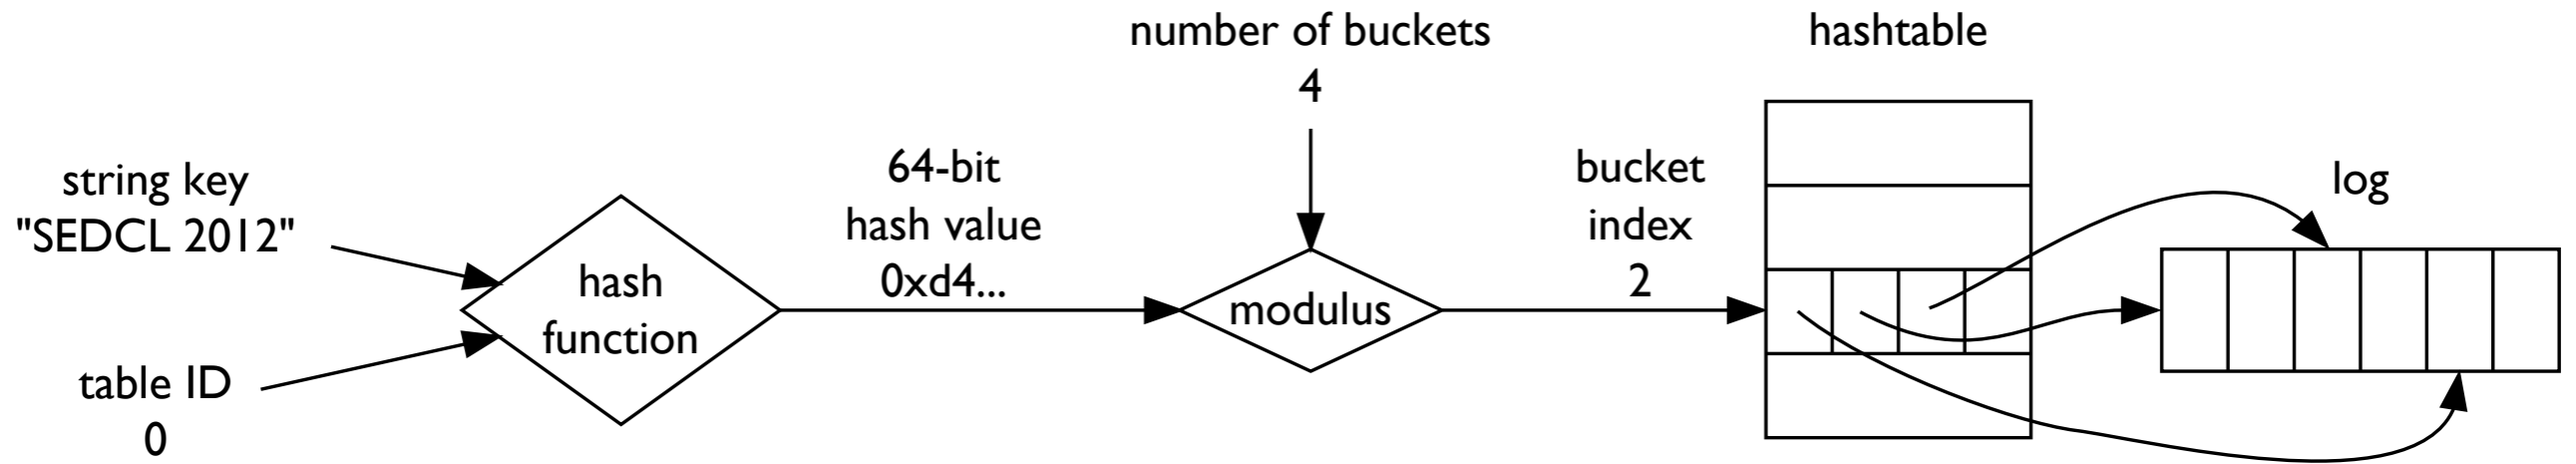 number of buckets
4
hashtable
string key
"SEDCL 2012"
table ID
0
hash
function
64-bit
hash value
0xd4...
modulus
bucket
index
2
log